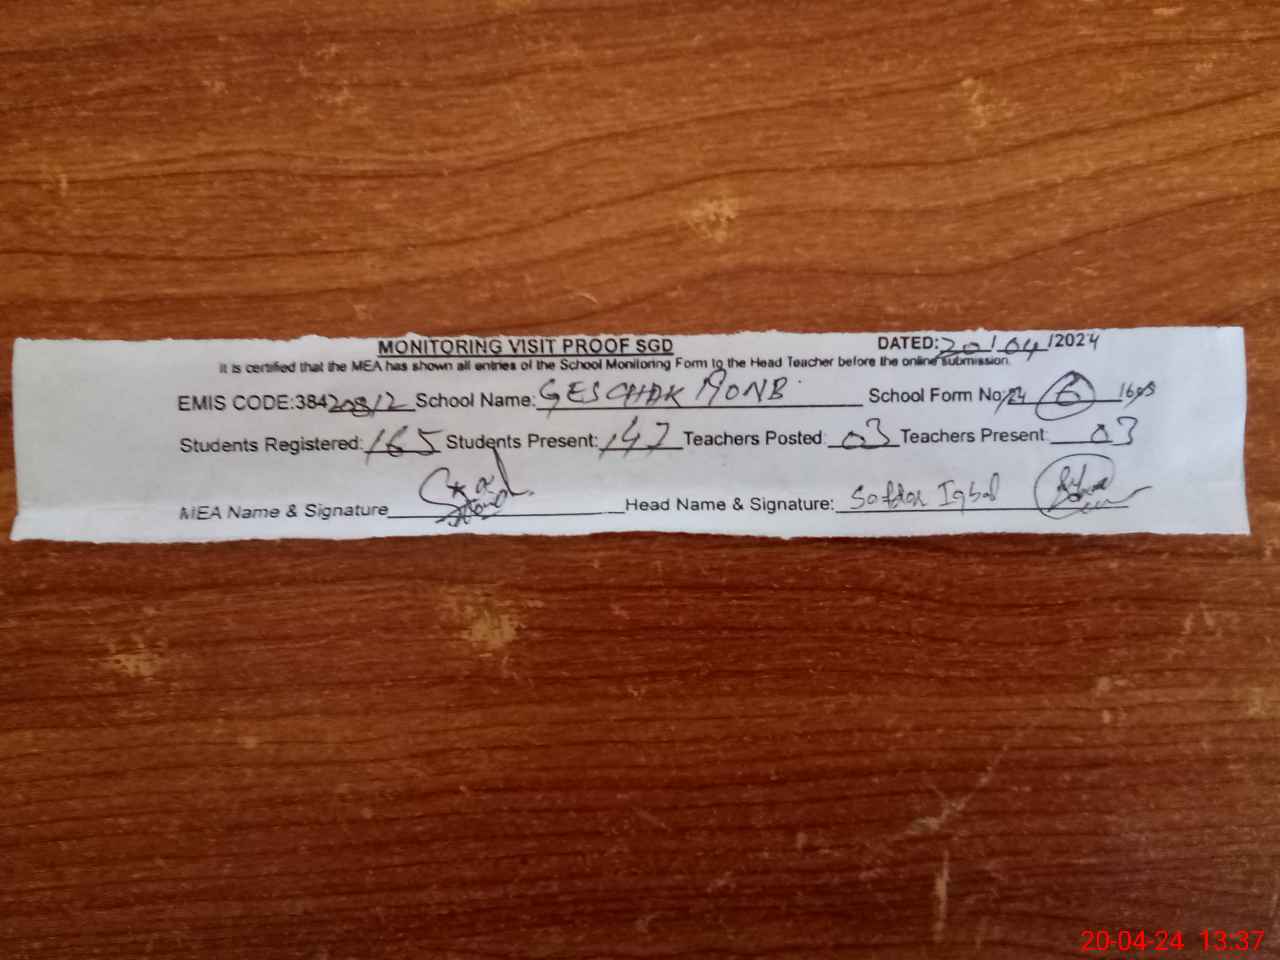 MONITORING VISIT PROOF SGD DATED: 20/04/2024
It is certified that the MEA has shown all entries of the School Monitoring Form to the Head Teacher before the online submission.
EMIS CODE:38420812 School Name: GES CHAK School Form No: 6
Students Registered: 165 Students Present: 147 Teachers Posted: 03 Teachers Present: 03
MEA Name & Signature Head Name & Signature: Safdar Iqbal
20-04-24 13:37